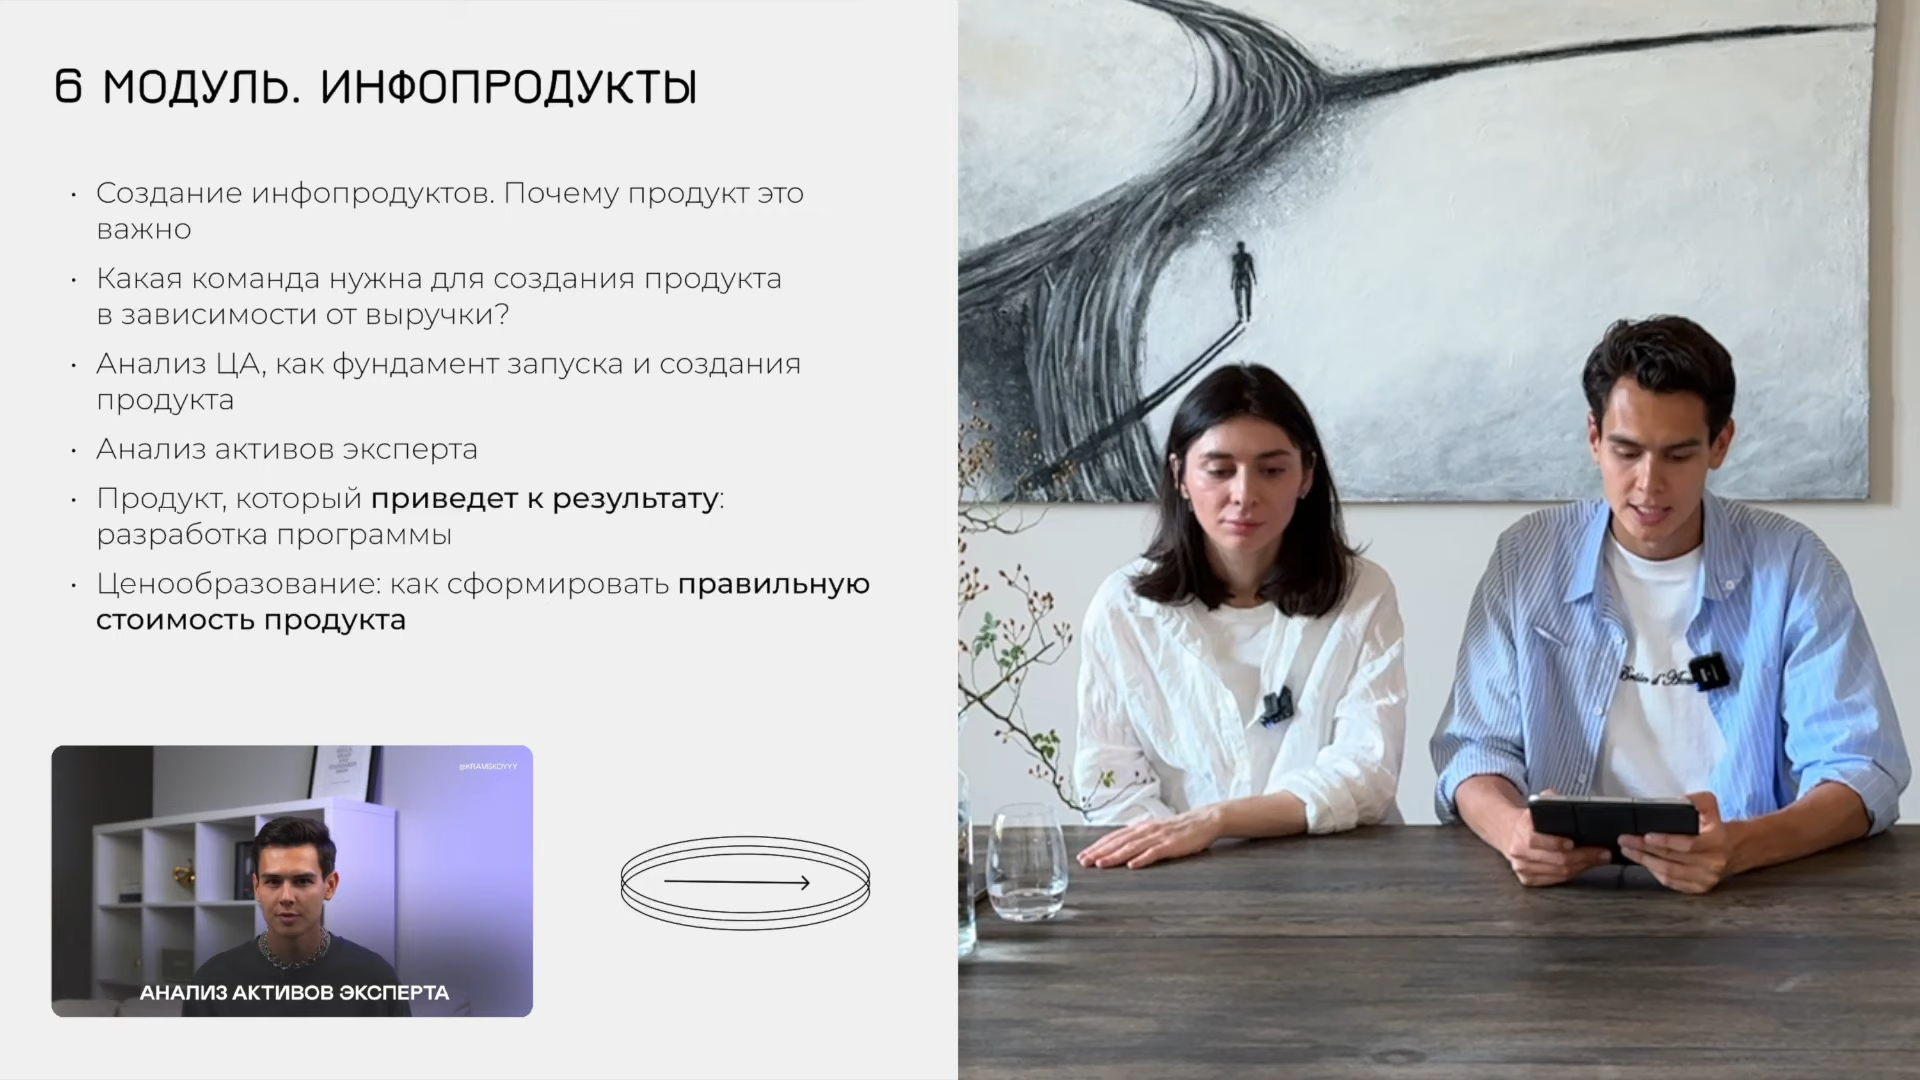 6 МОДУЛЬ. ИНФОПРОДУКТЫ
· Создание инфопродуктов. Почему продукт это
важно
· Какая команда нужна для создания продукта
в зависимости от выручки?
· Анализ ЦА, как фундамент запуска и создания
продукта
· Анализ активов эксперта
· Продукт, который приведет к результату:
разработка программы
· Ценообразование: как сформировать правильную
стоимость продукта
@KRAMSKOYYY
АНАЛИЗ АКТИВОВ ЭКСПЕРТА